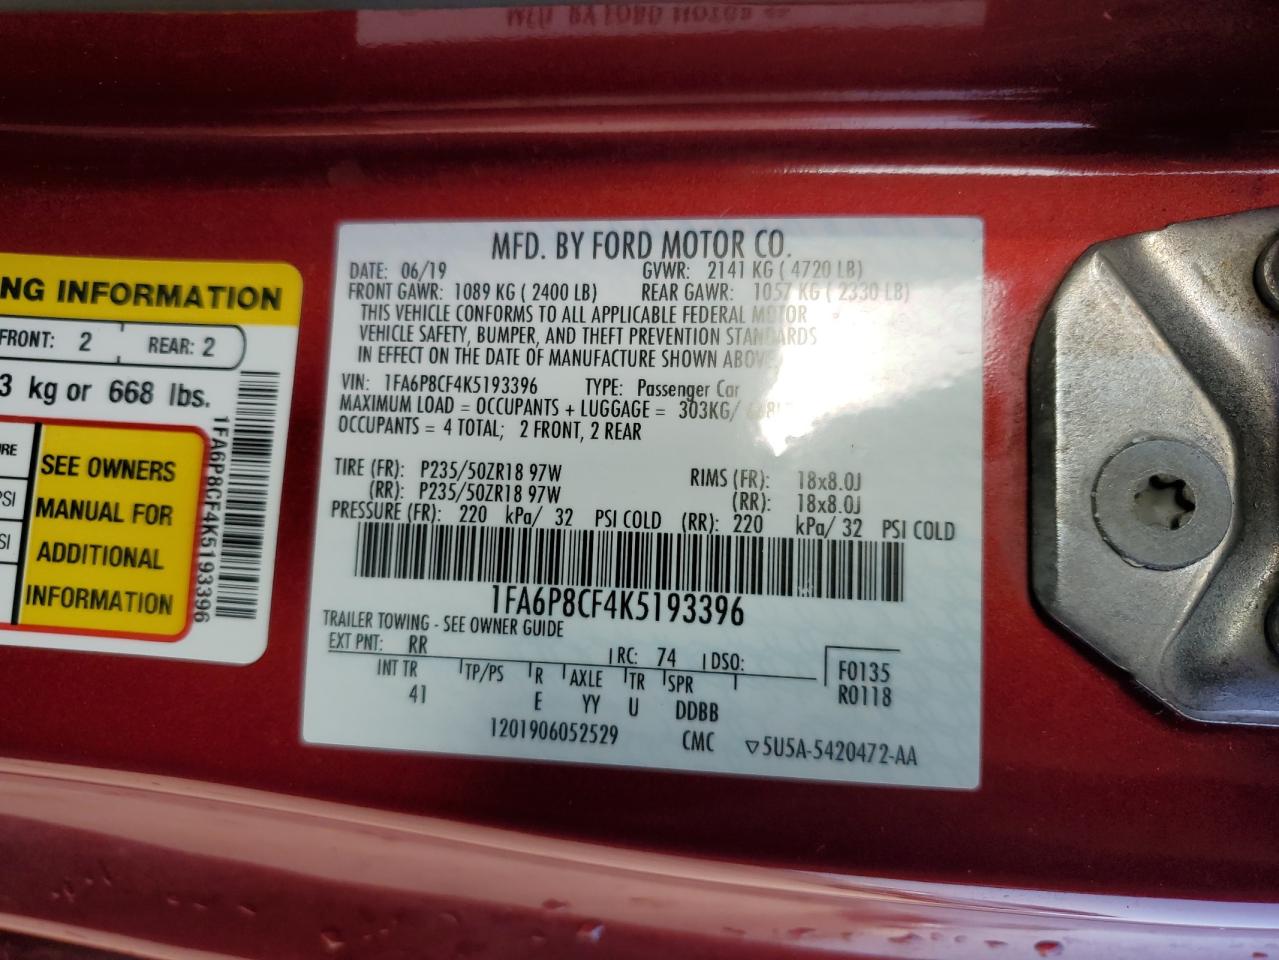 NG INFORMATION
FRONT: 2 REAR: 2
3 kg or 668 lbs.
SEE OWNERS
MANUAL FOR
ADDITIONAL
INFORMATION
PSI
SI
1FA6P8CF4K5193396
MFD. BY FORD MOTOR CO.
DATE: 06/19 GVWR: 2141 KG ( 4720 LB)
FRONT GAWR: 1089 KG ( 2400 LB) REAR GAWR: 1057 KG ( 2330 LB)
THIS VEHICLE CONFORMS TO ALL APPLICABLE FEDERAL MOTOR
VEHICLE SAFETY, BUMPER, AND THEFT PREVENTION STANDARDS
IN EFFECT ON THE DATE OF MANUFACTURE SHOWN ABOVE.
VIN: 1FA6P8CF4K5193396 TYPE: Passenger Car
MAXIMUM LOAD = OCCUPANTS + LUGGAGE = 303KG/
OCCUPANTS = 4 TOTAL; 2 FRONT, 2 REAR
TIRE (FR): P235/50ZR18 97W RIMS (FR): 18x8.0J
(RR): P235/50ZR18 97W (RR): 18x8.0J
PRESSURE (FR): 220 kPa/ 32 PSI COLD (RR): 220 kPa/ 32 PSI COLD
1FA6P8CF4K5193396
TRAILER TOWING - SEE OWNER GUIDE
EXT PNT: RR RC: 74 DSO: F0135
INT TR TP/PS R AXLE TR SPR R0118
41 E YY U DDBB
1201906052529 CMC ▽5U5A-5420472-AA